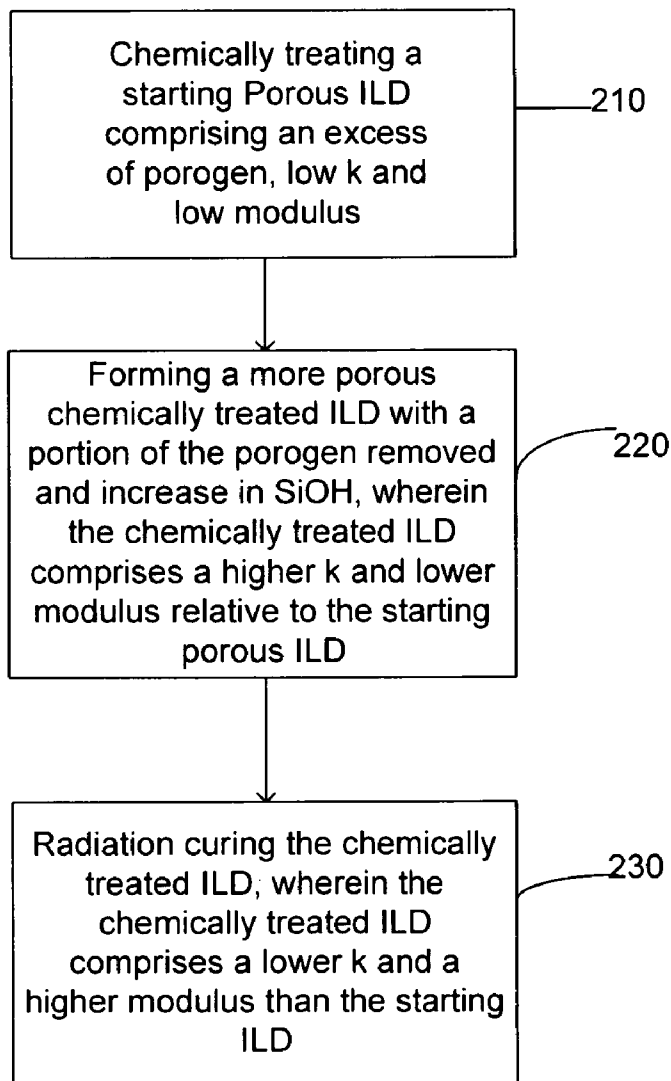 Chemically treating a
starting Porous ILD
comprising an excess
of porogen, low k and
low modulus
210
Forming a more porous
chemically treated ILD with a
portion of the porogen removed
and increase in SiOH, wherein
the chemically treated ILD
comprises a higher k and lower
modulus relative to the starting
porous ILD
220
Radiation curing the chemically
treated ILD, wherein the
chemically treated ILD
comprises a lower k and a
higher modulus than the starting
ILD
230